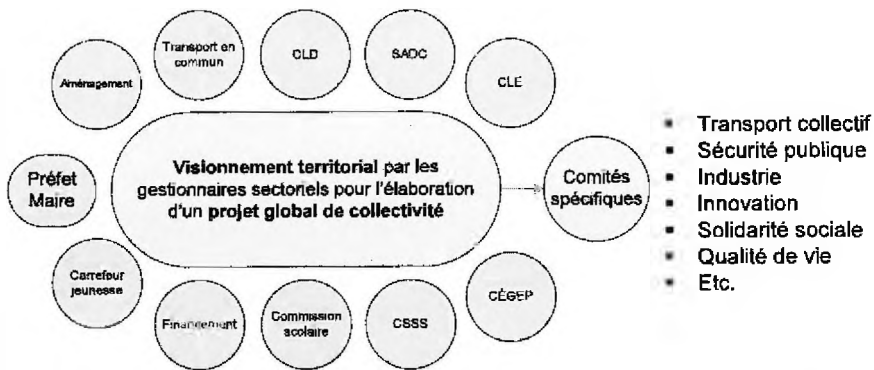 Transport en
commun
CLD
SADC
CLE
Aménagement
Préfet
Maire
Visionnement territorial par les
gestionnaires sectoriels pour l'élaboration
d'un projet global de collectivité
Comités
spécifiques
Carrefour
jeunesse
Financement
Commission
scolaire
CSSS
CÉGEP
Transport collectif
Sécurité publique
Industrie
Innovation
Solidarité sociale
Qualité de vie
Etc.